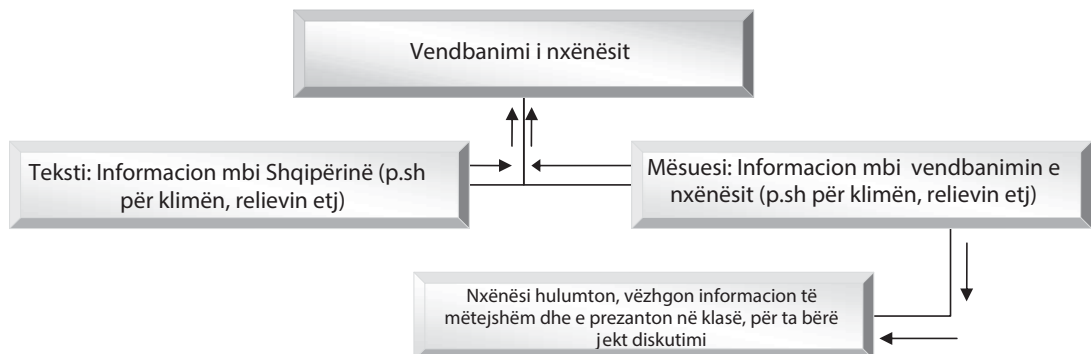 Vendbanimi i nxënësit
Teksti: Informacion mbi Shqipërinë (p.sh
për klimën, relievin etj)
Mësuesi: Informacion mbi vendbanimin e
nxënësit (p.sh për klimën, relievin etj)
Nxënësi hulumton, vëzhgon informacion të
mëtejshëm dhe e prezanton në klasë, për ta bërë
jekt diskutimi